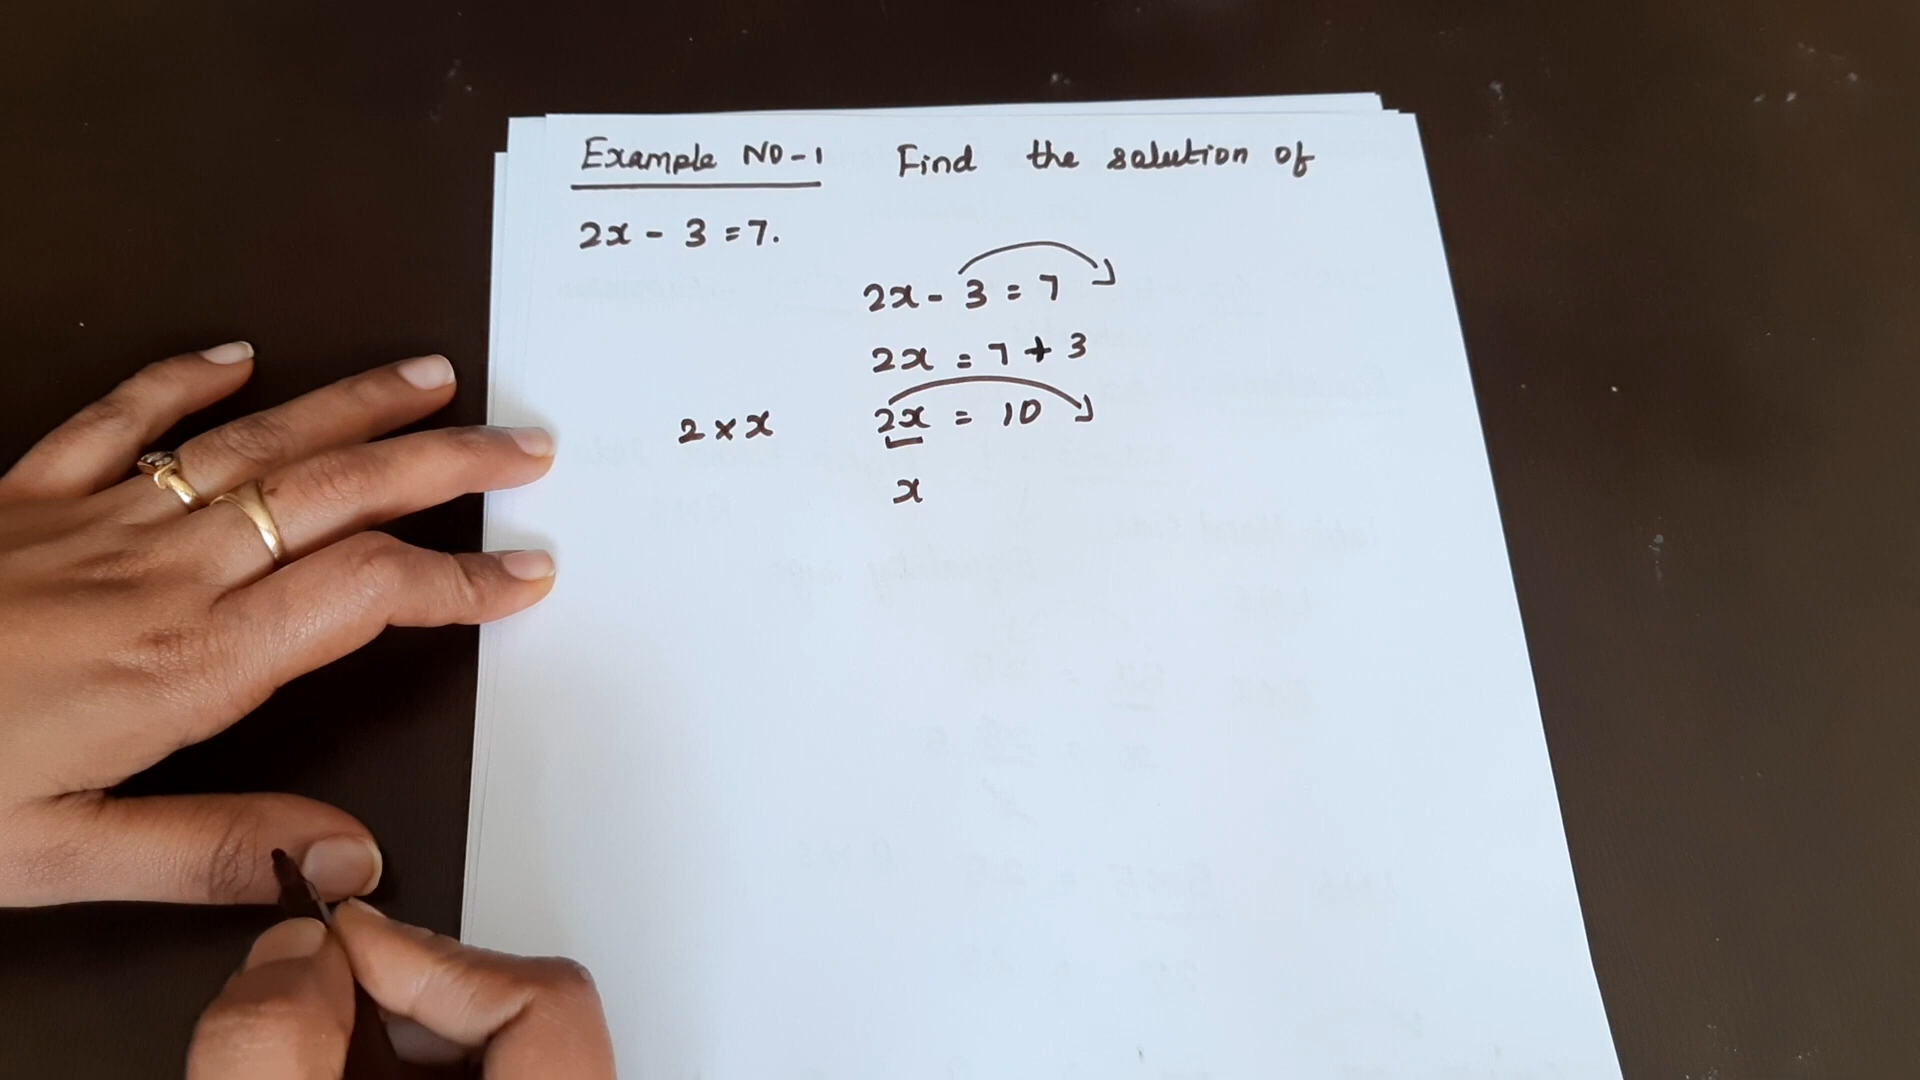 Example NO-1 Find the solution of
2x - 3 = 7.
2x - 3 = 7
2x = 7 + 3
2 × x 2x = 10
x